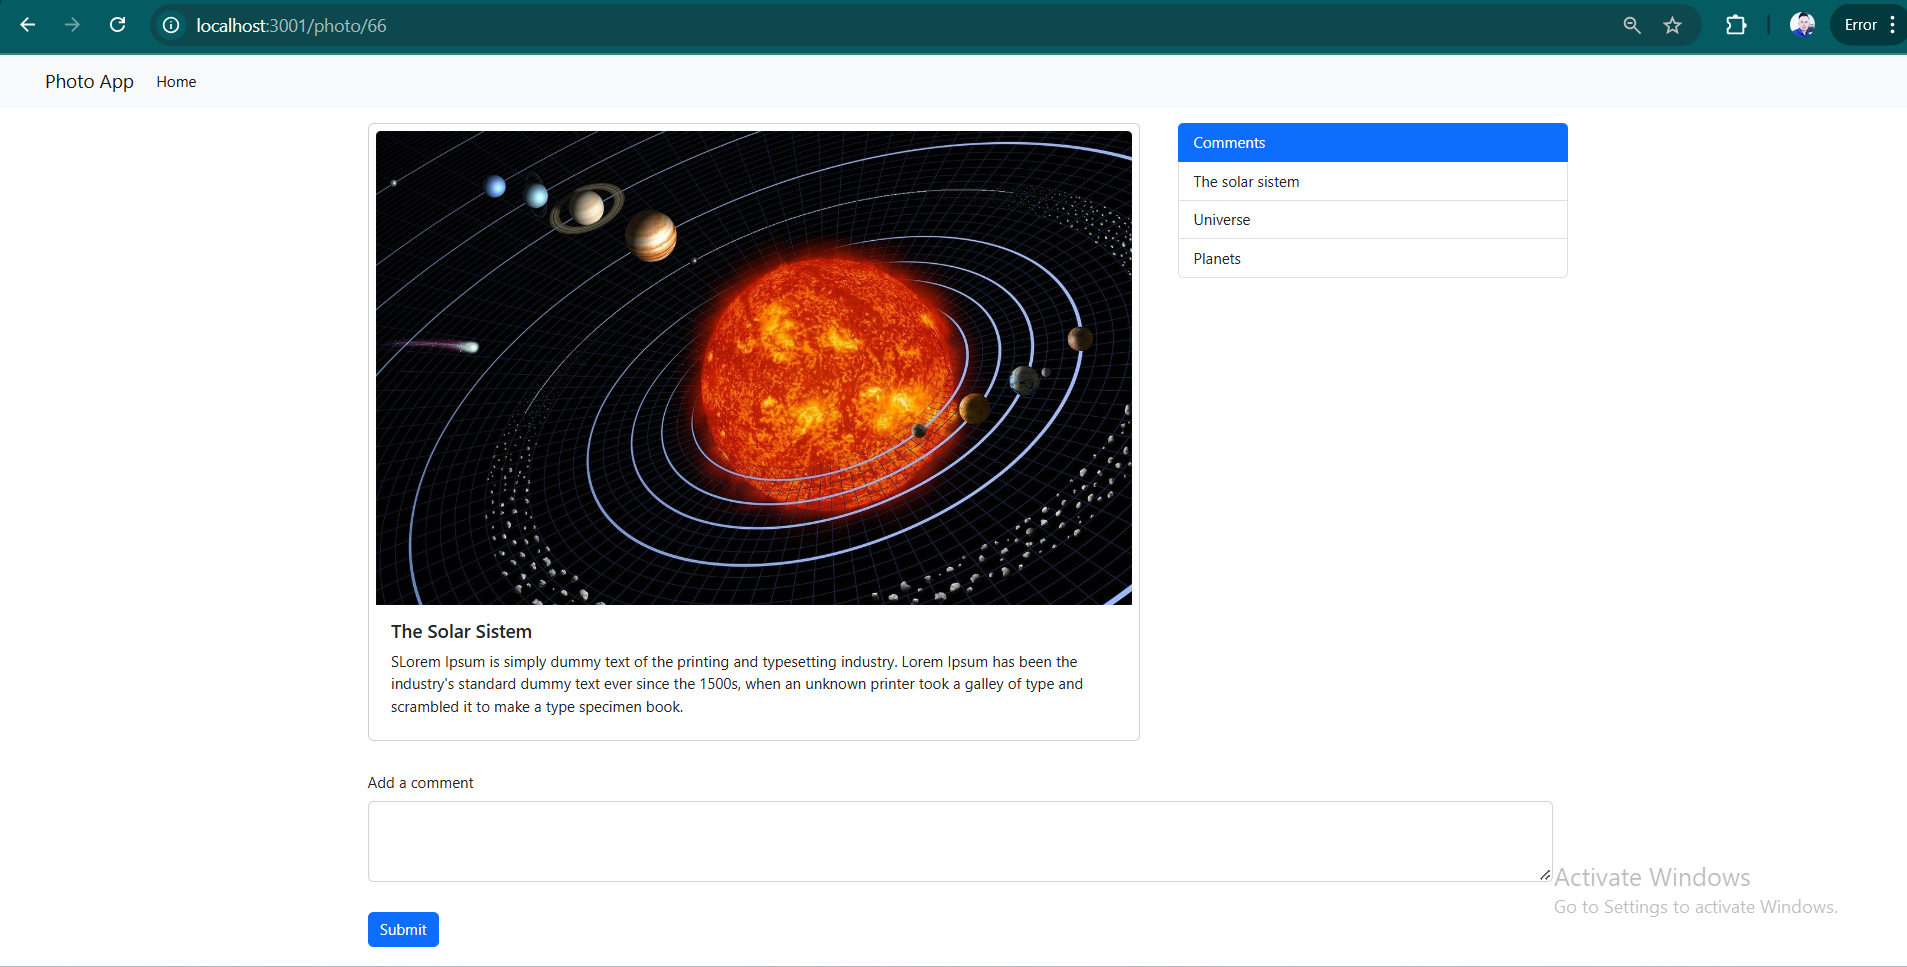 localhost:3001/photo/66
Error
Photo App
Home
Comments
The solar sistem
Universe
Planets
The Solar Sistem
SLorem Ipsum is simply dummy text of the printing and typesetting industry. Lorem Ipsum has been the
industry's standard dummy text ever since the 1500s, when an unknown printer took a galley of type and
scrambled it to make a type specimen book.
Add a comment
Submit
Activate Windows
Go to Settings to activate Windows.